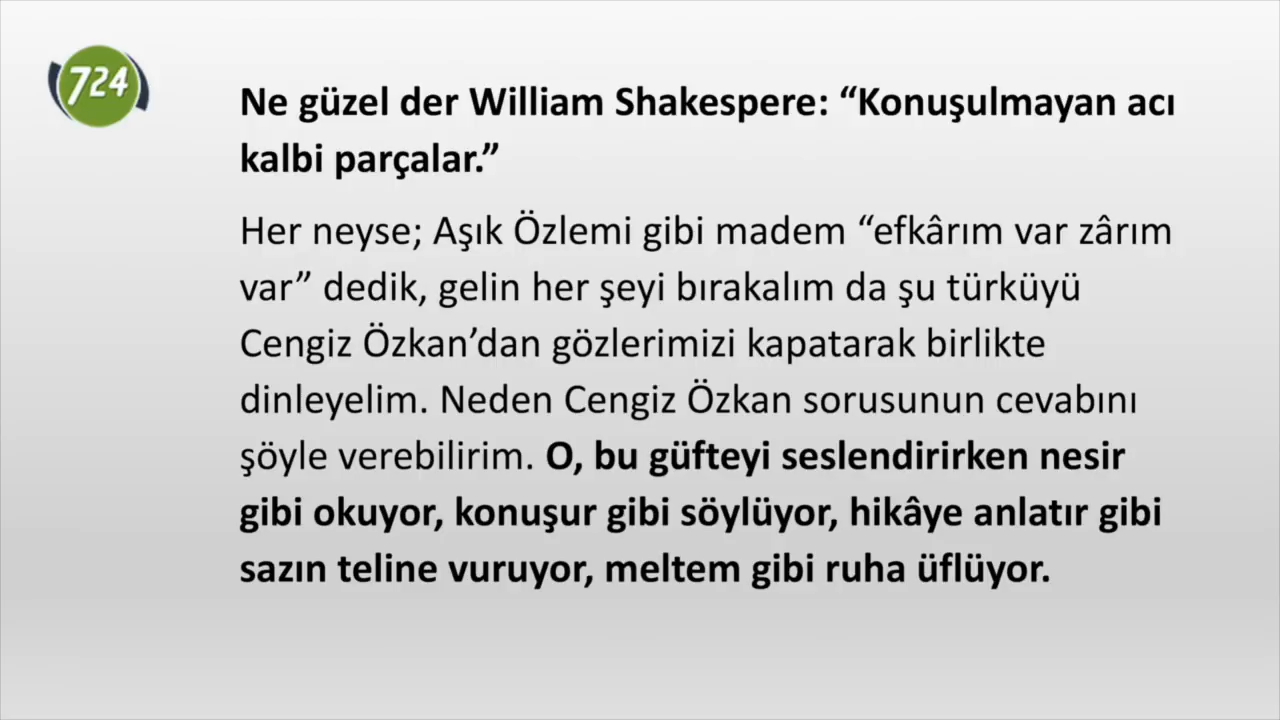 724
Ne güzel der William Shakespere: “Konuşulmayan acı
kalbi parçalar.”
Her neyse; Aşık Özlemi gibi madem “efkârım var zârım
var” dedik, gelin her şeyi bırakalım da şu türküyü
Cengiz Özkan’dan gözlerimizi kapatarak birlikte
dinleyelim. Neden Cengiz Özkan sorusunun cevabını
şöyle verebilirim. O, bu güfteyi seslendirirken nesir
gibi okuyor, konuşur gibi söylüyor, hikâye anlatır gibi
sazın teline vuruyor, meltem gibi ruha üflüyor.